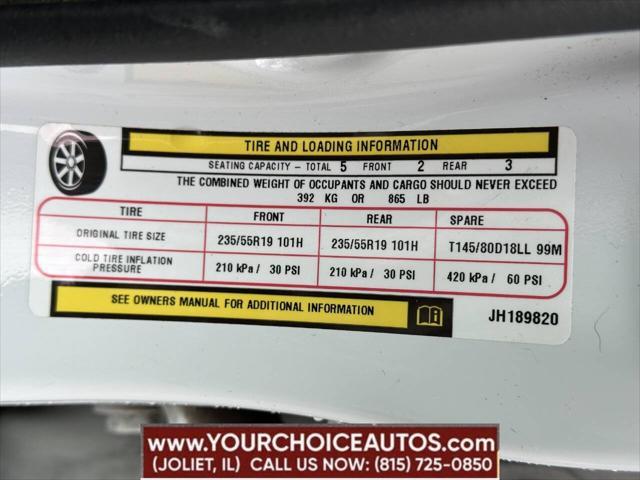 TIRE AND LOADING INFORMATION
SEATING CAPACITY - TOTAL 5 FRONT 2 REAR 3
THE COMBINED WEIGHT OF OCCUPANTS AND CARGO SHOULD NEVER EXCEED
392 KG OR 865 LB
TIRE FRONT REAR SPARE
ORIGINAL TIRE SIZE 235/55R19 101H 235/55R19 101H T145/80D18LL 99M
COLD TIRE INFLATION
PRESSURE 210 kPa / 30 PSI 210 kPa / 30 PSI 420 kPa / 60 PSI
SEE OWNERS MANUAL FOR ADDITIONAL INFORMATION
JH189820
WWW.YOURCHOICEAUTOS.COM
(JOLIET, IL) CALL US NOW: (815) 725-0850